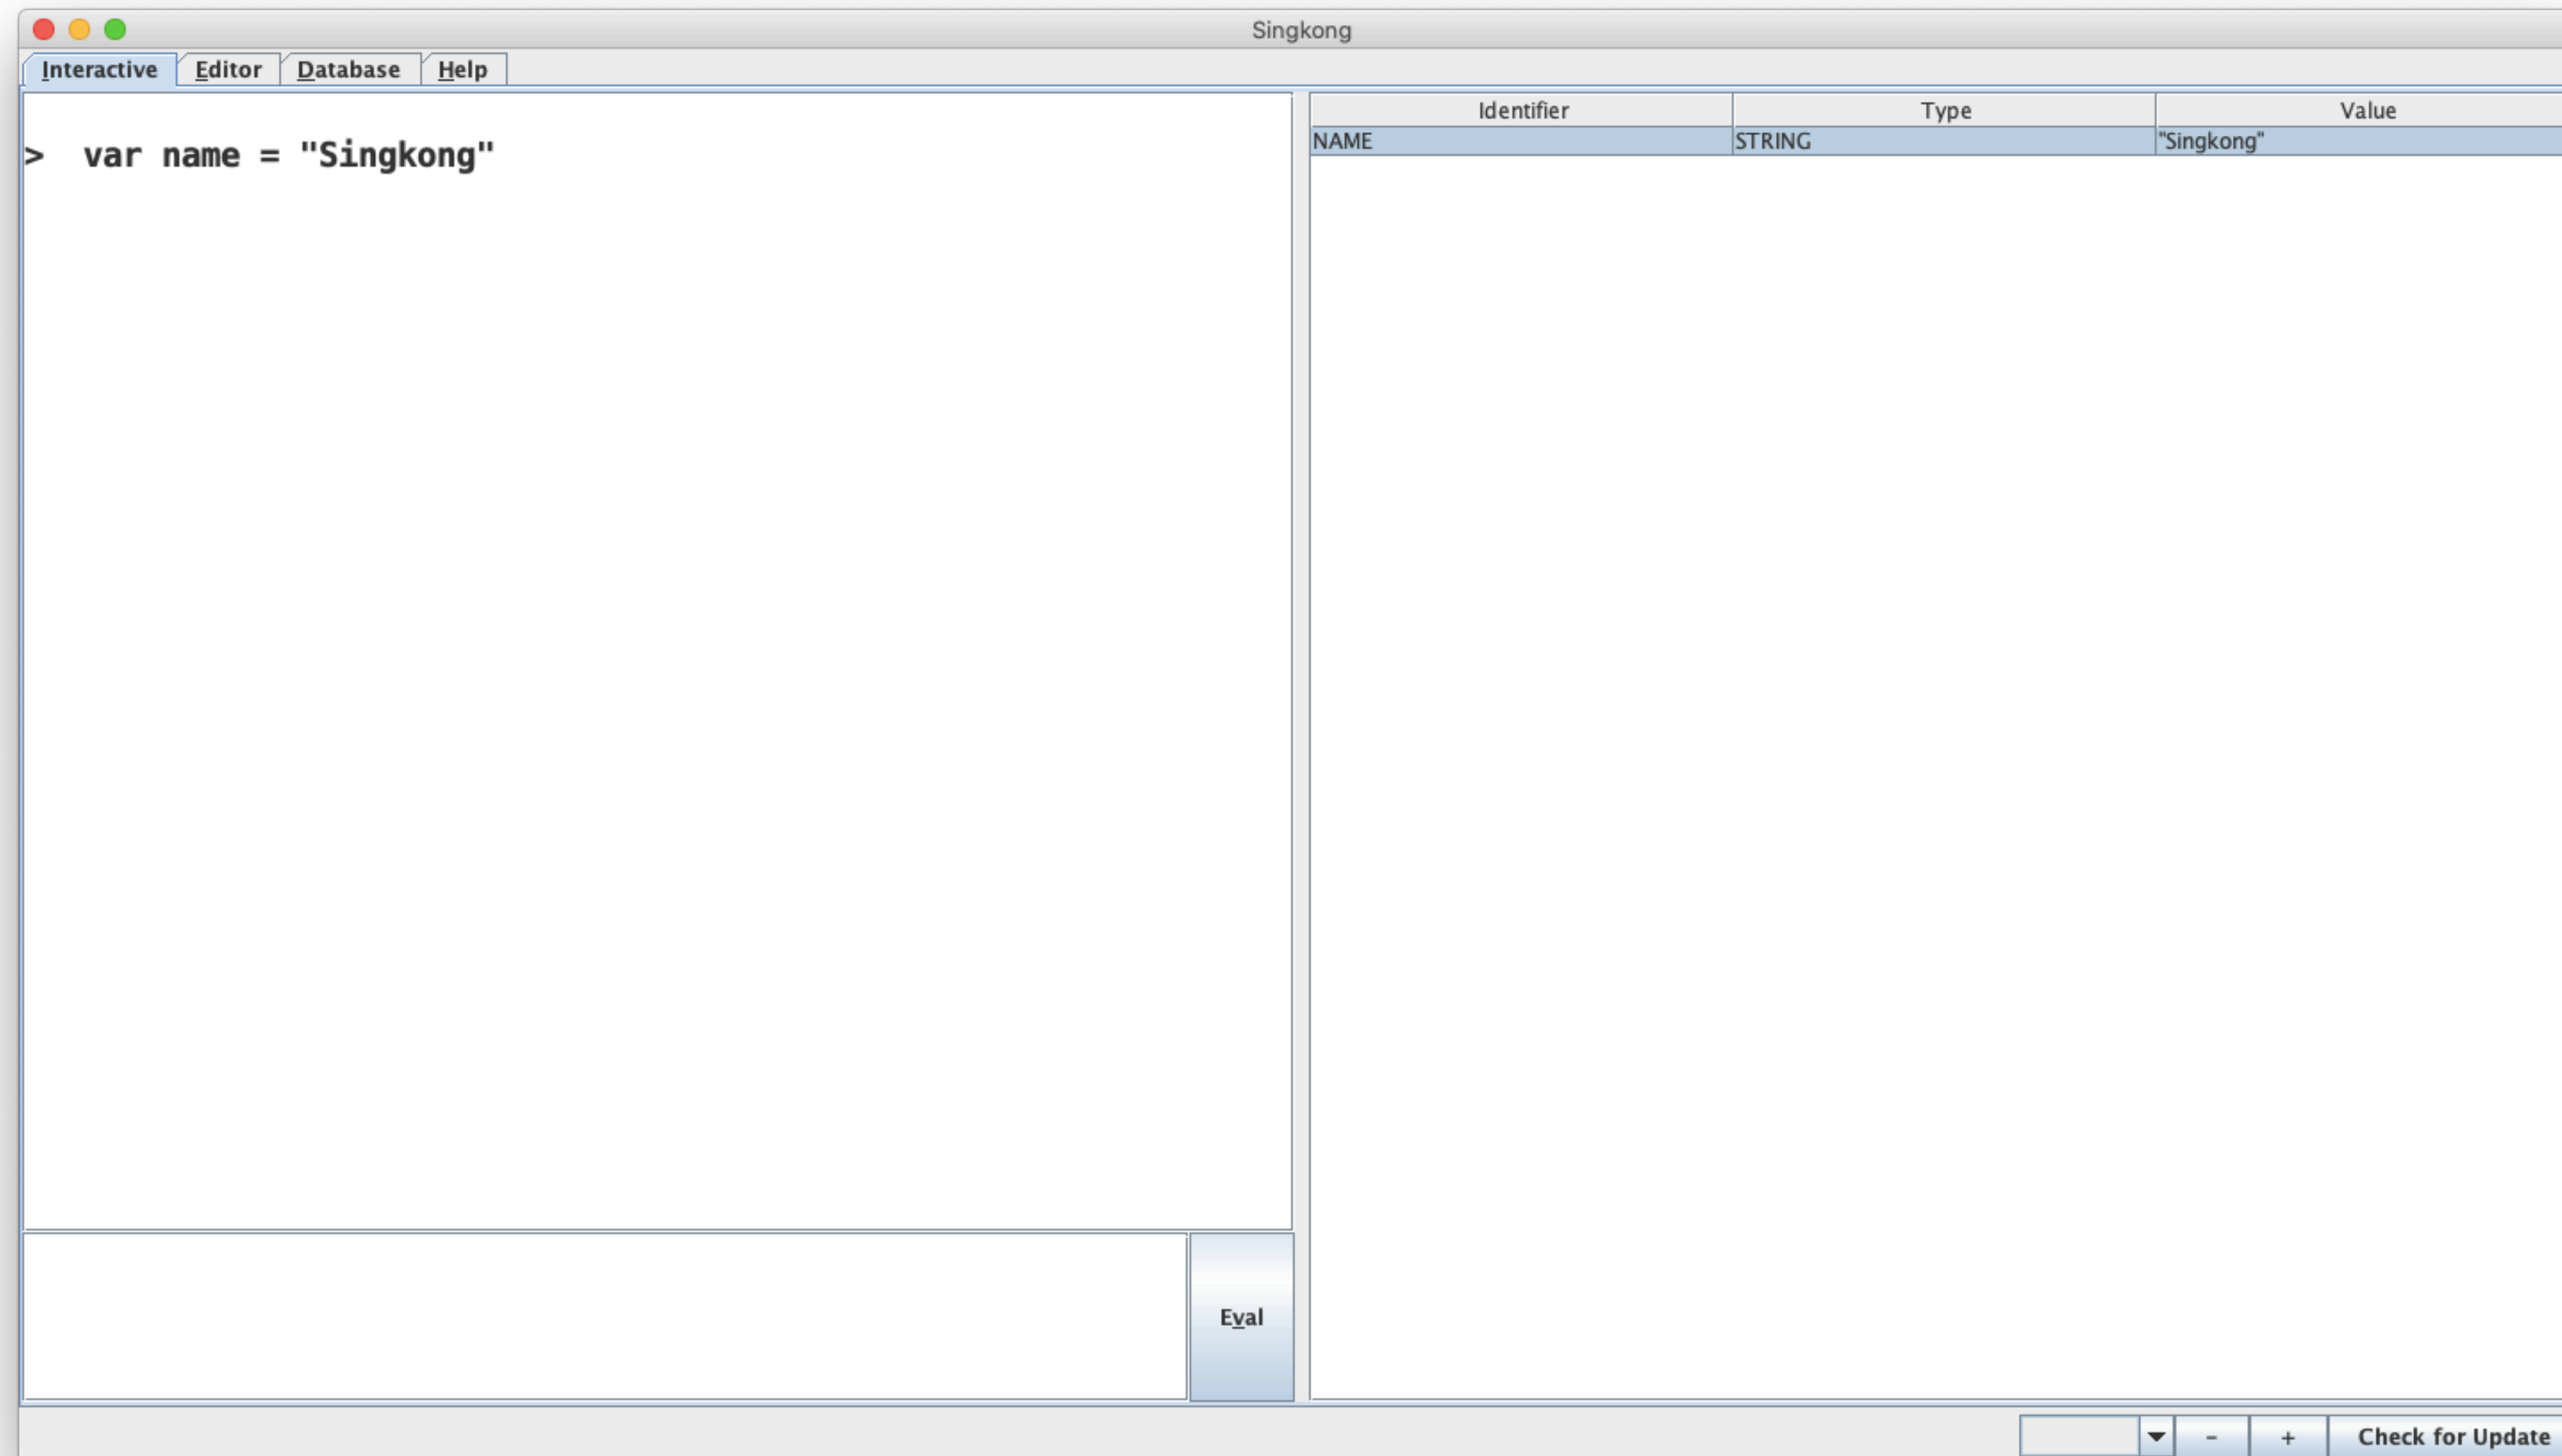 Singkong
Interactive Editor Database Help
Identifier Type Value
NAME STRING "Singkong"
> var name = "Singkong"
Eval
- + Check for Update